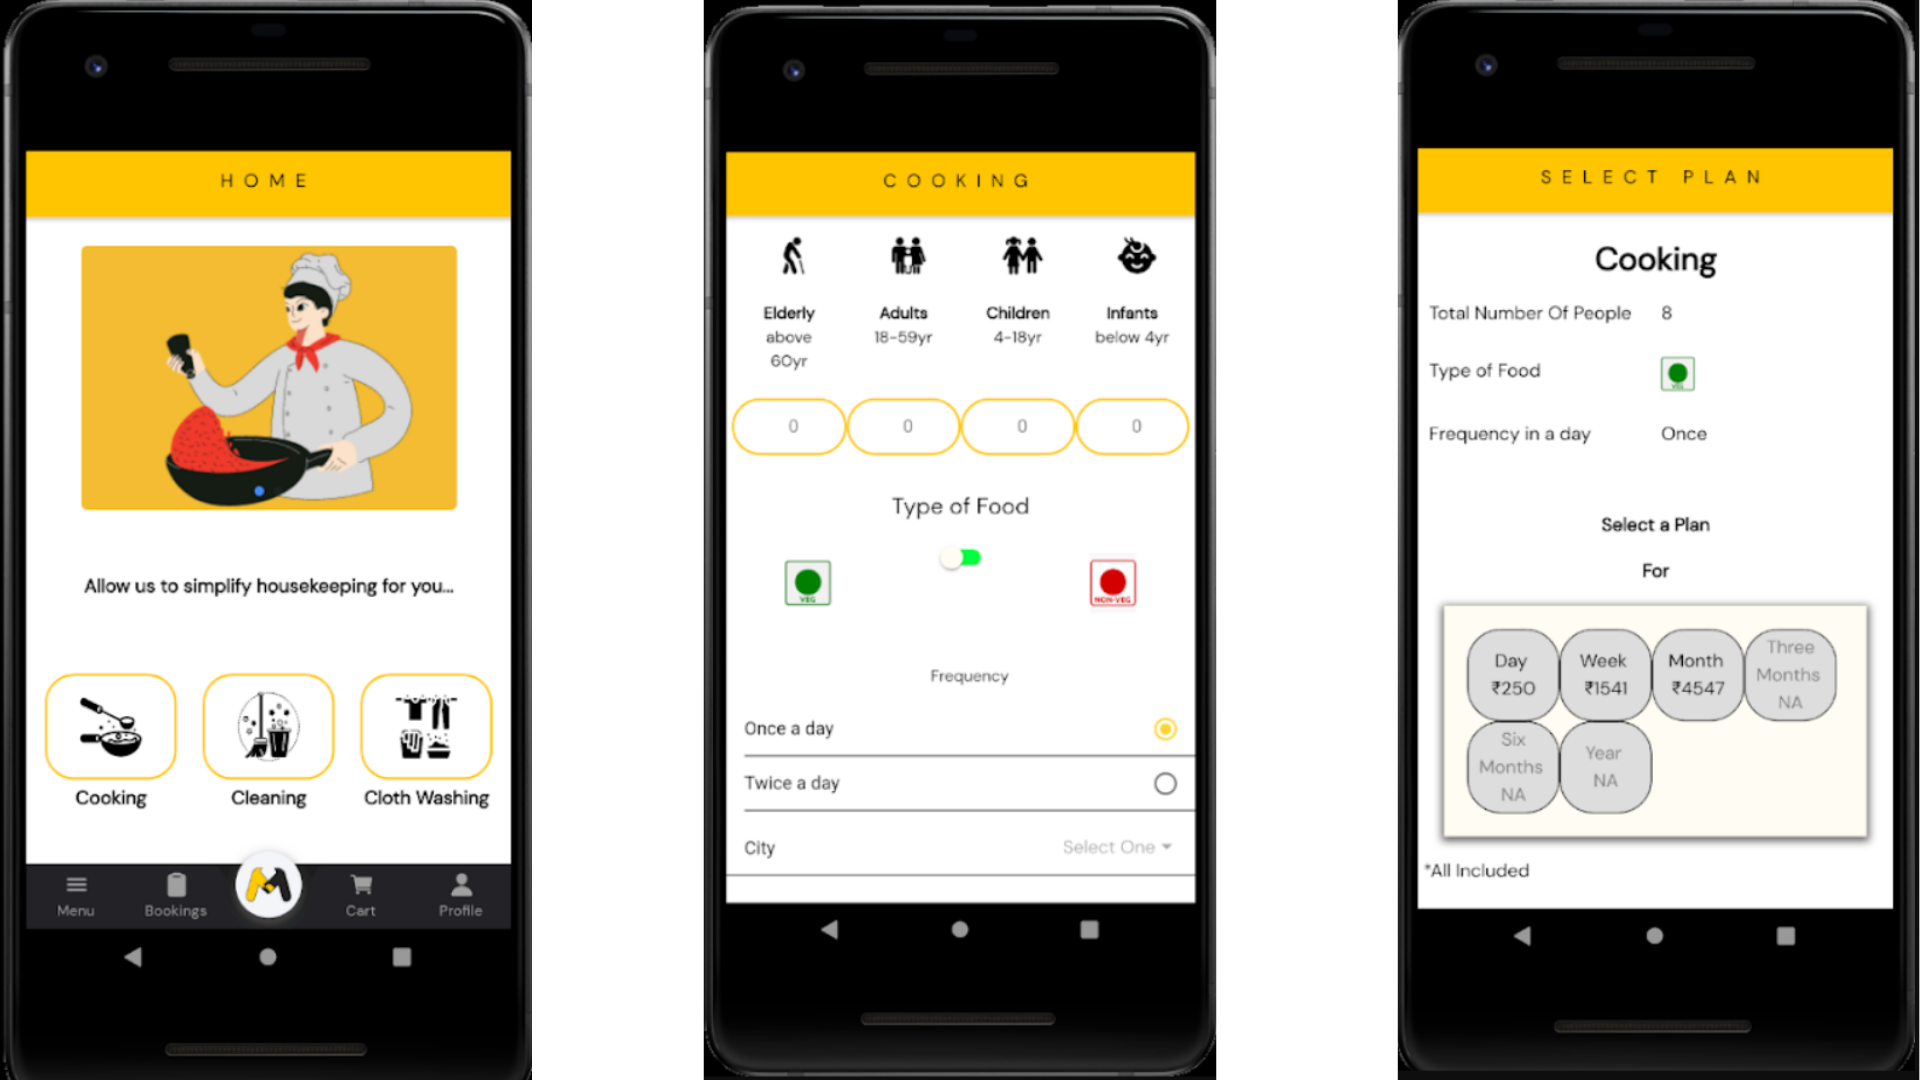 HOME
Allow us to simplify housekeeping for you...
Cooking
Cleaning
Cloth Washing
Menu
Bookings
Cart
Profile
COOKING
Elderly
above
60yr
Adults
18-59yr
Children
4-18yr
Infants
below 4yr
0
0
0
0
Type of Food
VEG
NON-VEG
Frequency
Once a day
Twice a day
City
Select One
SELECT PLAN
Cooking
Total Number Of People 8
Type of Food
VEG
Frequency in a day Once
Select a Plan
For
Day
₹250
Week
₹1541
Month
₹4547
Three
Months
NA
Six
Months
NA
Year
NA
*All Included